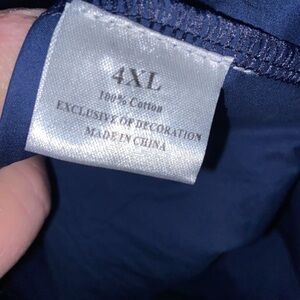 4XL
100% Cotton
EXCLUSIVE OF DECORATION
MADE IN CHINA